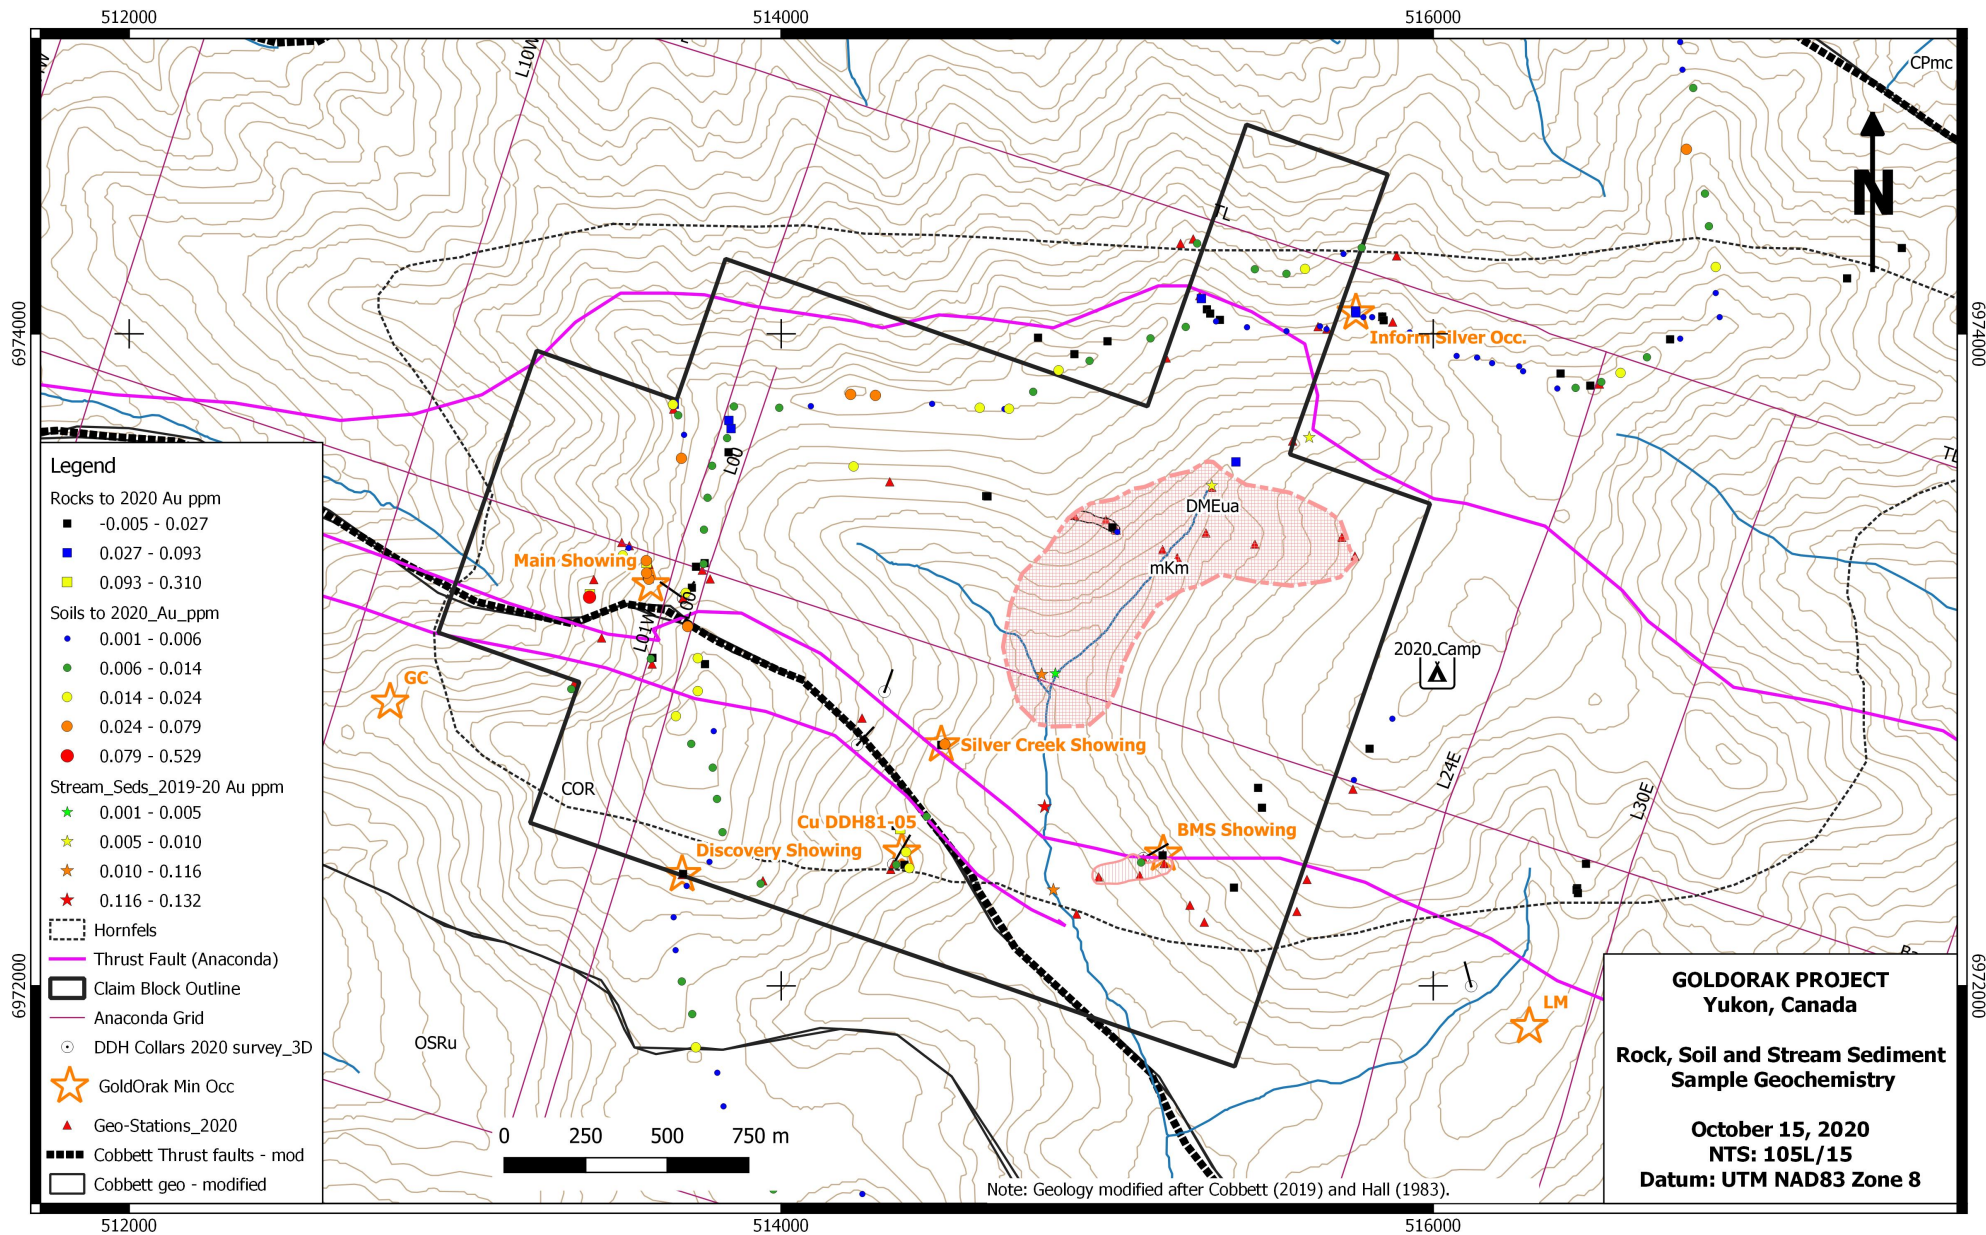 512000
514000
516000
L10W
CPmc
N
TL
6974000
6974000
Inform Silver Occ.
TL
L00
DMEua
mKm
Main Showing
L00
L01W
2020 Camp
GC
Silver Creek Showing
L24E
L30E
COR
Cu DDH81-05
BMS Showing
Discovery Showing
6972000
6972000
LM
OSRu
Legend
Rocks to 2020 Au ppm
-0.005 - 0.027
0.027 - 0.093
0.093 - 0.310
Soils to 2020_Au_ppm
0.001 - 0.006
0.006 - 0.014
0.014 - 0.024
0.024 - 0.079
0.079 - 0.529
Stream_Seds_2019-20 Au ppm
0.001 - 0.005
0.005 - 0.010
0.010 - 0.116
0.116 - 0.132
Hornfels
Thrust Fault (Anaconda)
Claim Block Outline
Anaconda Grid
DDH Collars 2020 survey_3D
GoldOrak Min Occ
Geo-Stations_2020
Cobbett Thrust faults - mod
Cobbett geo - modified
0 250 500 750 m
Note: Geology modified after Cobbett (2019) and Hall (1983).
GOLDORAK PROJECT
Yukon, Canada
Rock, Soil and Stream Sediment
Sample Geochemistry
October 15, 2020
NTS: 105L/15
Datum: UTM NAD83 Zone 8
512000
514000
516000